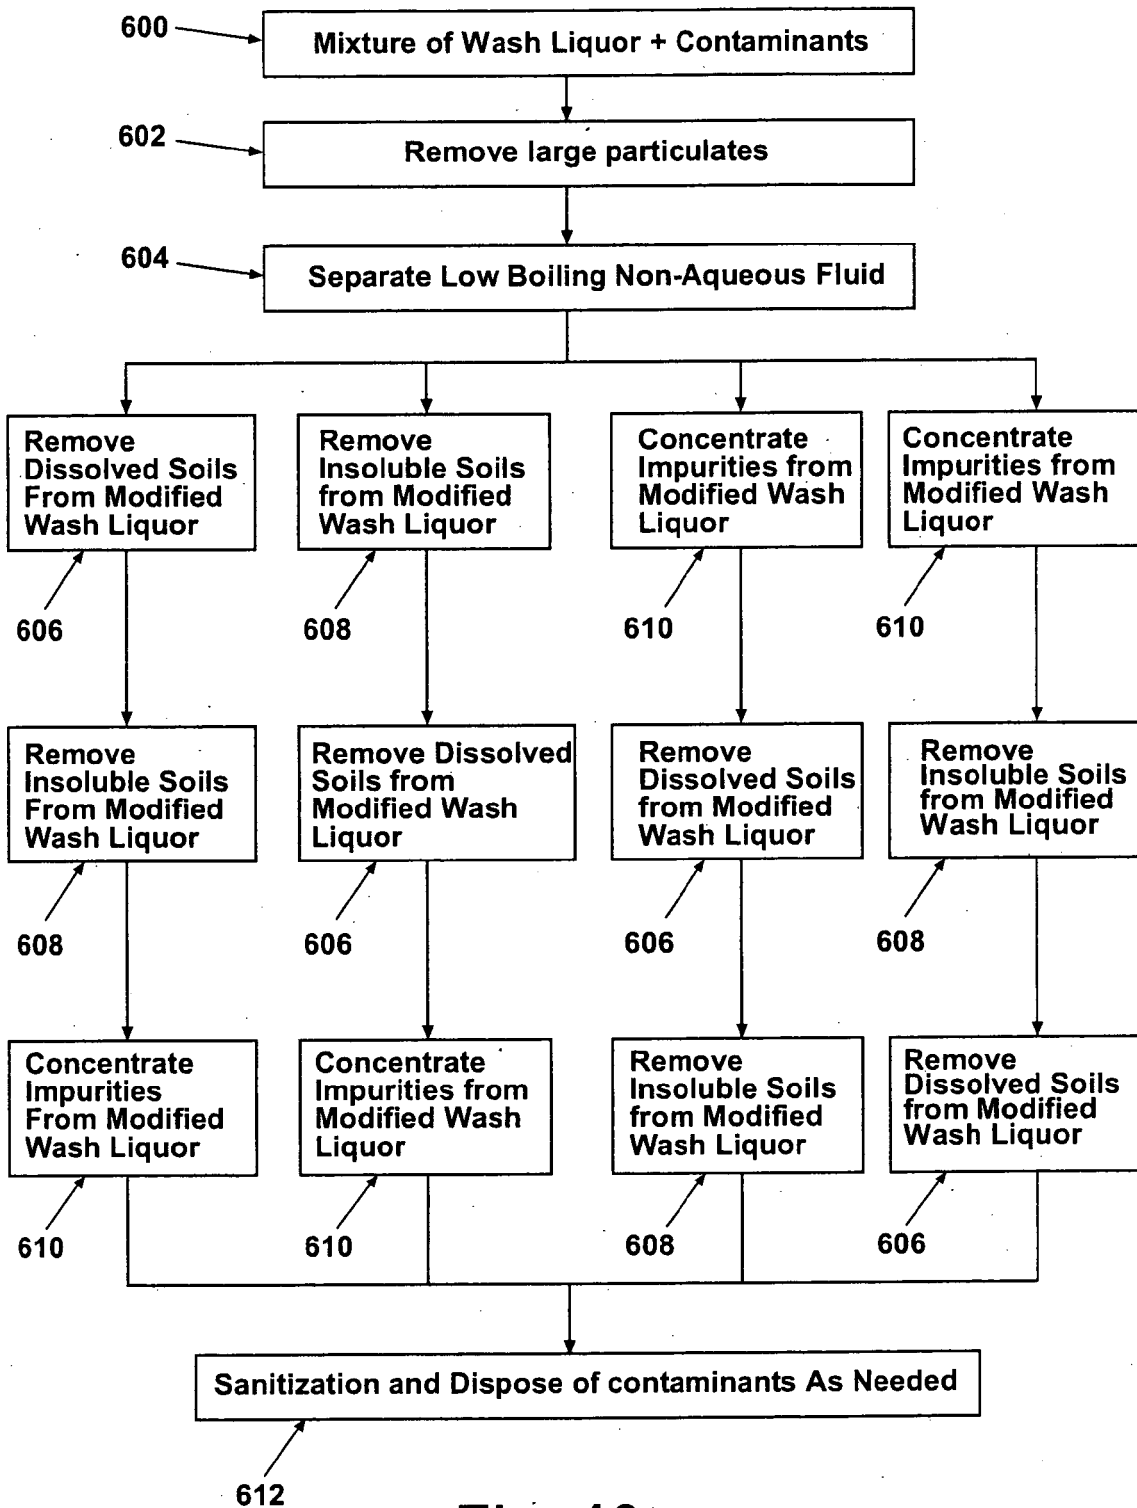 600
Mixture of Wash Liquor + Contaminants
602
Remove large particulates
604
Separate Low Boiling Non-Aqueous Fluid
Remove
Dissolved Soils
From Modified
Wash Liquor
606
Remove
Insoluble Soils
from Modified
Wash Liquor
608
Concentrate
Impurities from
Modified Wash
Liquor
610
Concentrate
Impurities from
Modified Wash
Liquor
610
Remove
Insoluble Soils
From Modified
Wash Liquor
608
Remove Dissolved
Soils from
Modified Wash
Liquor
606
Remove
Dissolved Soils
from Modified
Wash Liquor
606
Remove
Insoluble Soils
from Modified
Wash Liquor
608
Concentrate
Impurities
From Modified
Wash Liquor
610
Concentrate
Impurities from
Modified Wash
Liquor
610
Remove
Insoluble Soils
from Modified
Wash Liquor
608
Remove
Dissolved Soils
from Modified
Wash Liquor
606
Sanitization and Dispose of contaminants As Needed
612